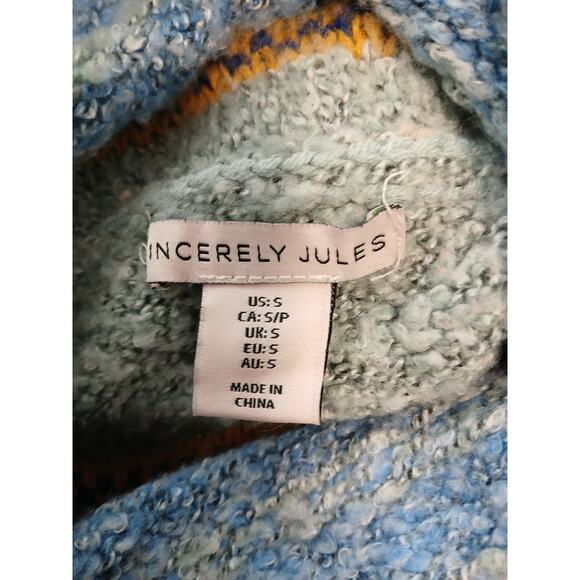 INCERELY JULES
US: S
CA: S/P
UK: S
EU: S
AU: S
MADE IN
CHINA